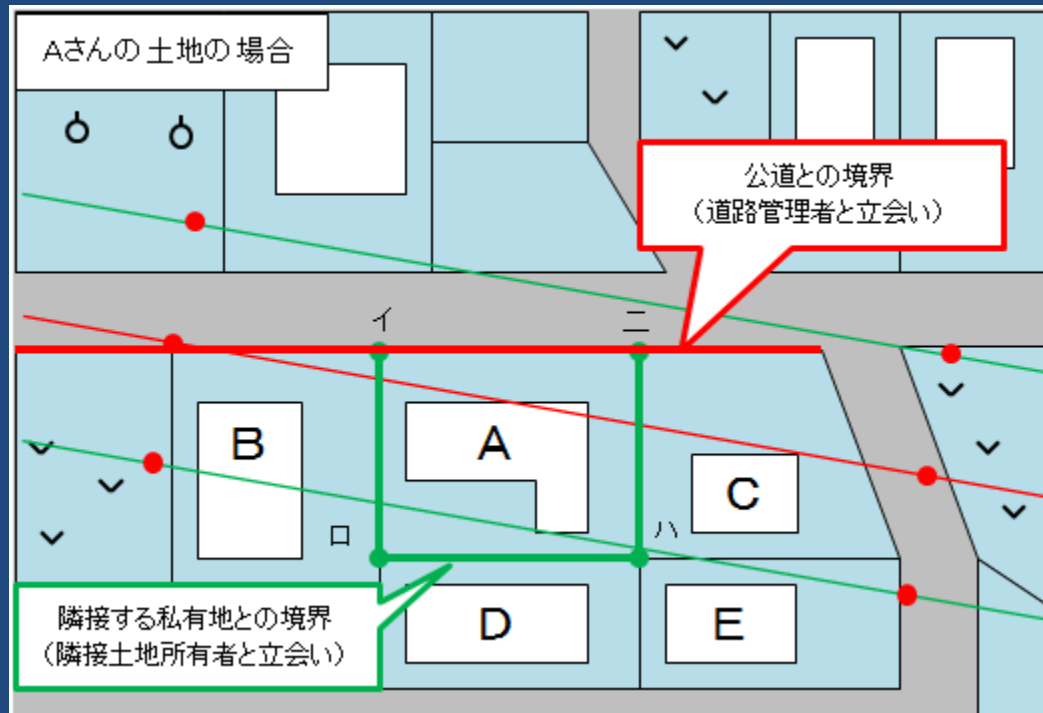 Aさんの土地の場合
公道との境界
（道路管理者と立会い）
イ
ニ
B
A
C
ロ
ハ
隣接する私有地との境界
（隣接土地所有者と立会い）
D
E